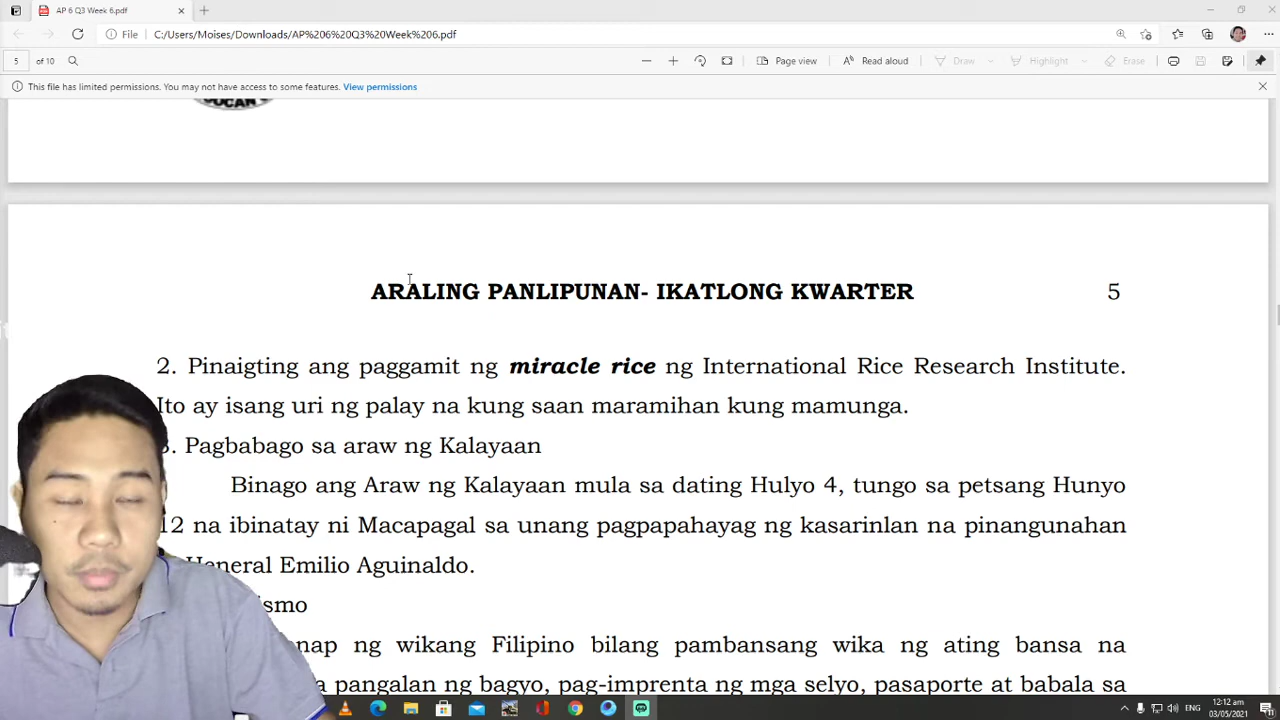 AP 6 Q3 Week 6.pdf
File C:/Users/Moises/Downloads/AP%206%20Q3%20Week%206.pdf
5 of 10 Page view Read aloud Draw Highlight Erase
This file has limited permissions. You may not have access to some features. View permissions
ARALING PANLIPUNAN- IKATLONG KWARTER 5
2. Pinaigting ang paggamit ng miracle rice ng International Rice Research Institute.
Ito ay isang uri ng palay na kung saan maramihan kung mamunga.
Pagbabago sa araw ng Kalayaan
Binago ang Araw ng Kalayaan mula sa dating Hulyo 4, tungo sa petsang Hunyo
12 na ibinatay ni Macapagal sa unang pagpapahayag ng kasarinlan na pinangunahan
Heneral Emilio Aguinaldo.
ismo
ng wikang Filipino bilang pambansang wika ng ating bansa na
pangalan ng bagyo, pag-imprenta ng mga selyo, pasaporte at babala sa
ENG 12:12 am
03/05/2021